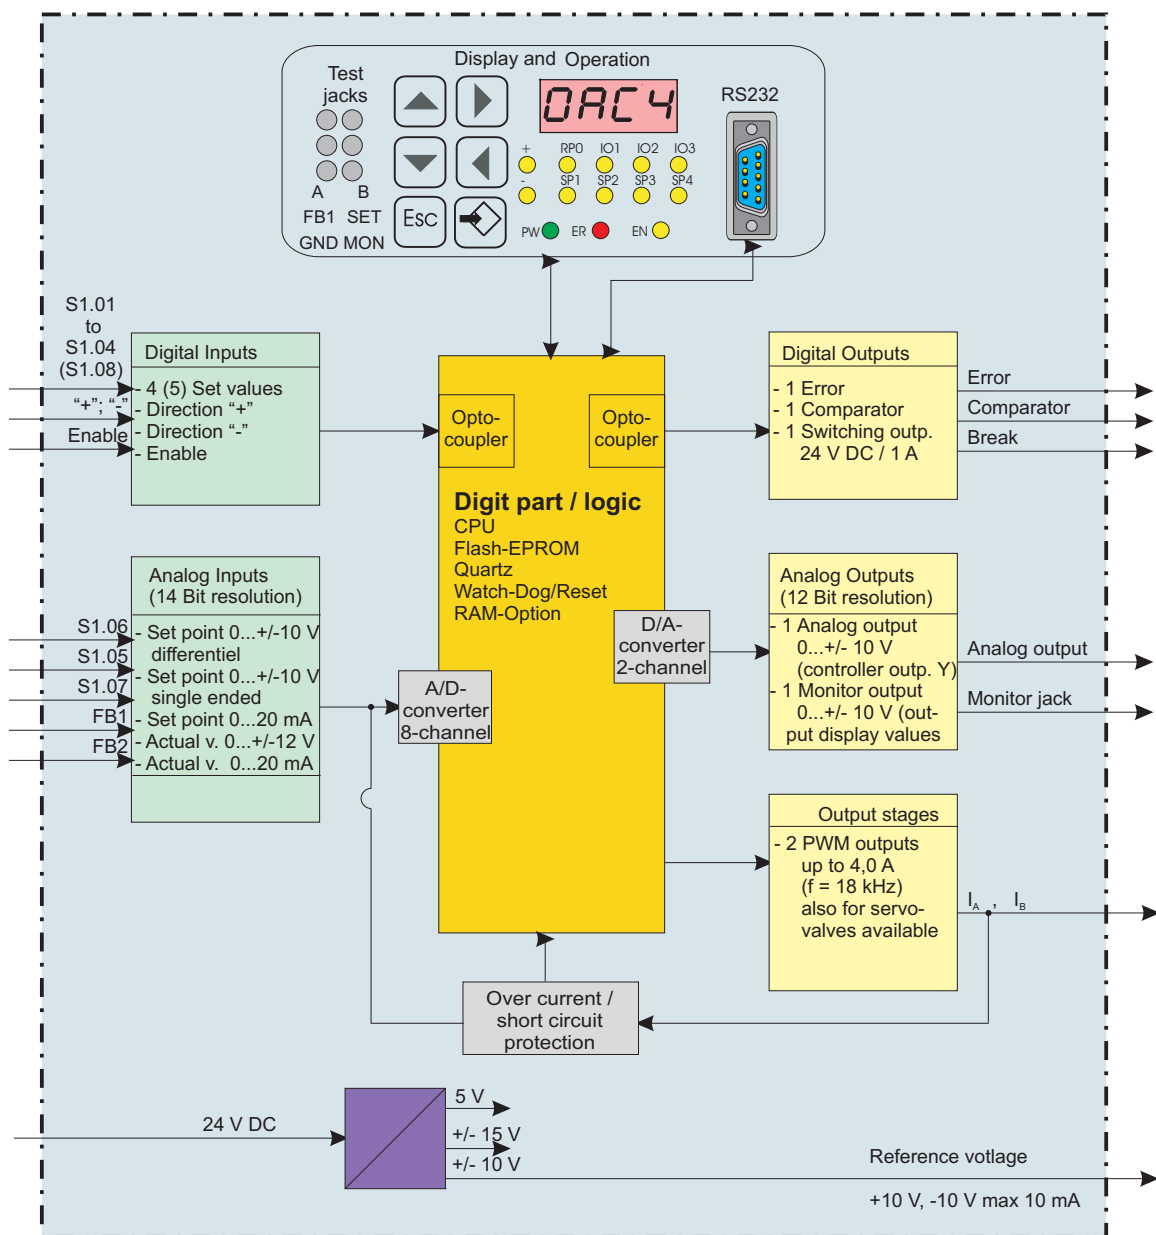 Display and Operation
Test
jacks
OAC4
RS232
+ RP0 IO1 IO2 IO3
- SP1 SP2 SP3 SP4
A B
FB1 SET
GND MON
Esc
PW ER EN
S1.01
to
S1.04
(S1.08)
"+"; "-"
Enable
Digital Inputs
- 4 (5) Set values
- Direction "+"
- Direction "-"
- Enable
Opto-
coupler
Opto-
coupler
Digit part / logic
CPU
Flash-EPROM
Quartz
Watch-Dog/Reset
RAM-Option
Digital Outputs
- 1 Error
- 1 Comparator
- 1 Switching outp.
24 V DC / 1 A
Error
Comparator
Break
S1.06
S1.05
S1.07
FB1
FB2
Analog Inputs
(14 Bit resolution)
- Set point 0...+/-10 V
differentiel
- Set point 0...+/-10 V
single ended
- Set point 0...20 mA
- Actual v. 0...+/-12 V
- Actual v. 0...20 mA
A/D-
converter
8-channel
D/A-
converter
2-channel
Analog Outputs
(12 Bit resolution)
- 1 Analog output
0...+/- 10 V
(controller outp. Y)
- 1 Monitor output
0...+/- 10 V (out-
put display values
Analog output
Monitor jack
Output stages
- 2 PWM outputs
up to 4,0 A
(f = 18 kHz)
also for servo-
valves available
IA , IB
Over current /
short circuit
protection
24 V DC
5 V
+/- 15 V
+/- 10 V
Reference votlage
+10 V, -10 V max 10 mA